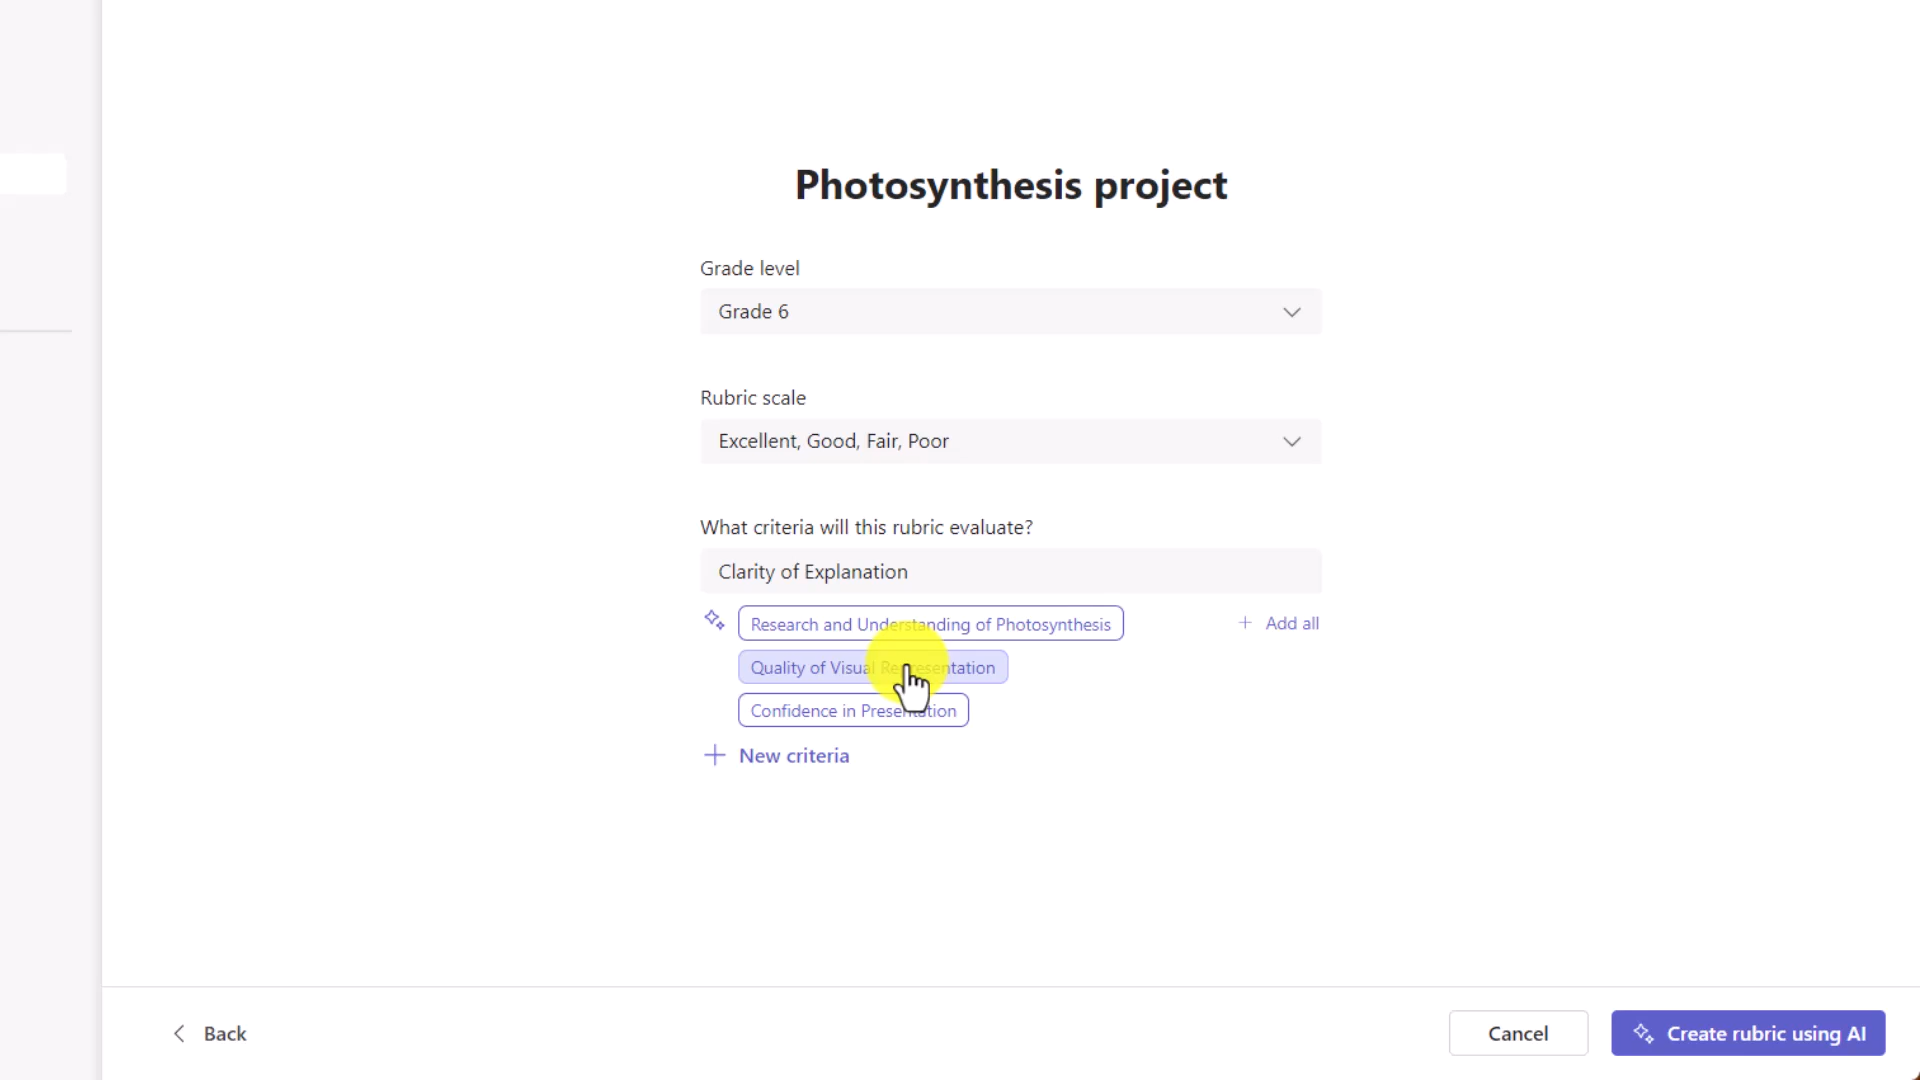 Photosynthesis project
Grade level
Grade 6
Rubric scale
Excellent, Good, Fair, Poor
What criteria will this rubric evaluate?
Clarity of Explanation
Research and Understanding of Photosynthesis
+ Add all
Quality of Visual Representation
Confidence in Presentation
+ New criteria
Back
Cancel
Create rubric using AI